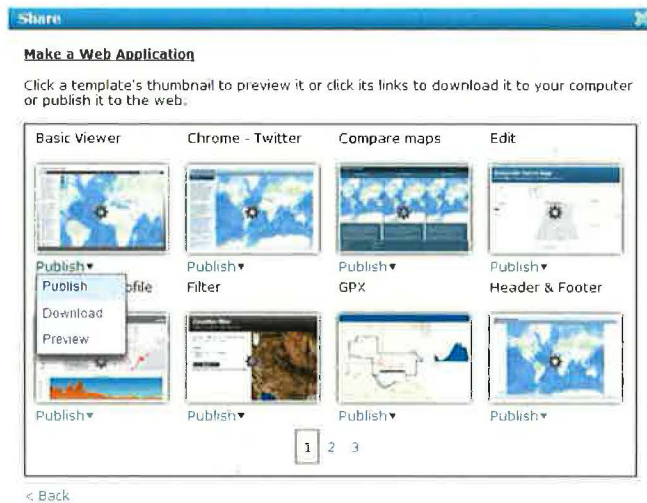 Share
Make a Web Application
Click a template's thumbnail to preview it or click its links to download it to your computer
or publish it to the web.
Basic Viewer Chrome - Twitter Compare maps Edit
Publish▾ Publish▾ Publish▾ Publish▾
Publish
Download
Preview
ofile Filter GPX Header & Footer
Publish▾ Publish▾ Publish▾ Publish▾
1 2 3
< Back